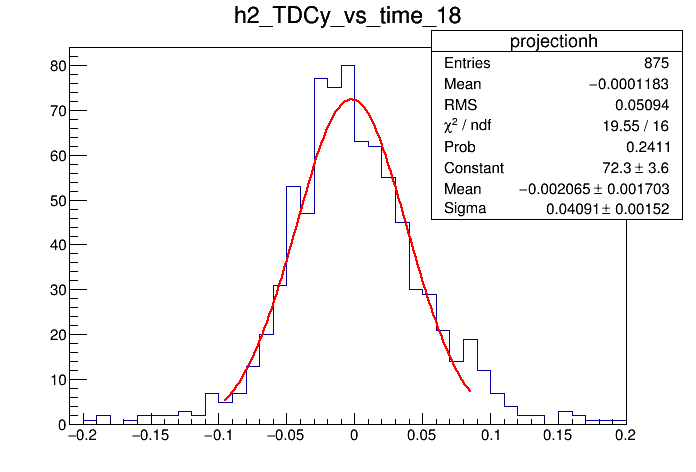 h2_TDCy_vs_time_18
projectionh
Entries 875
Mean −0.0001183
RMS 0.05094
χ² / ndf 19.55 / 16
Prob 0.2411
Constant 72.3 ± 3.6
Mean −0.002065 ± 0.001703
Sigma 0.04091 ± 0.00152
80
70
60
50
40
30
20
10
0
−0.2 −0.15 −0.1 −0.05 0 0.05 0.1 0.15 0.2